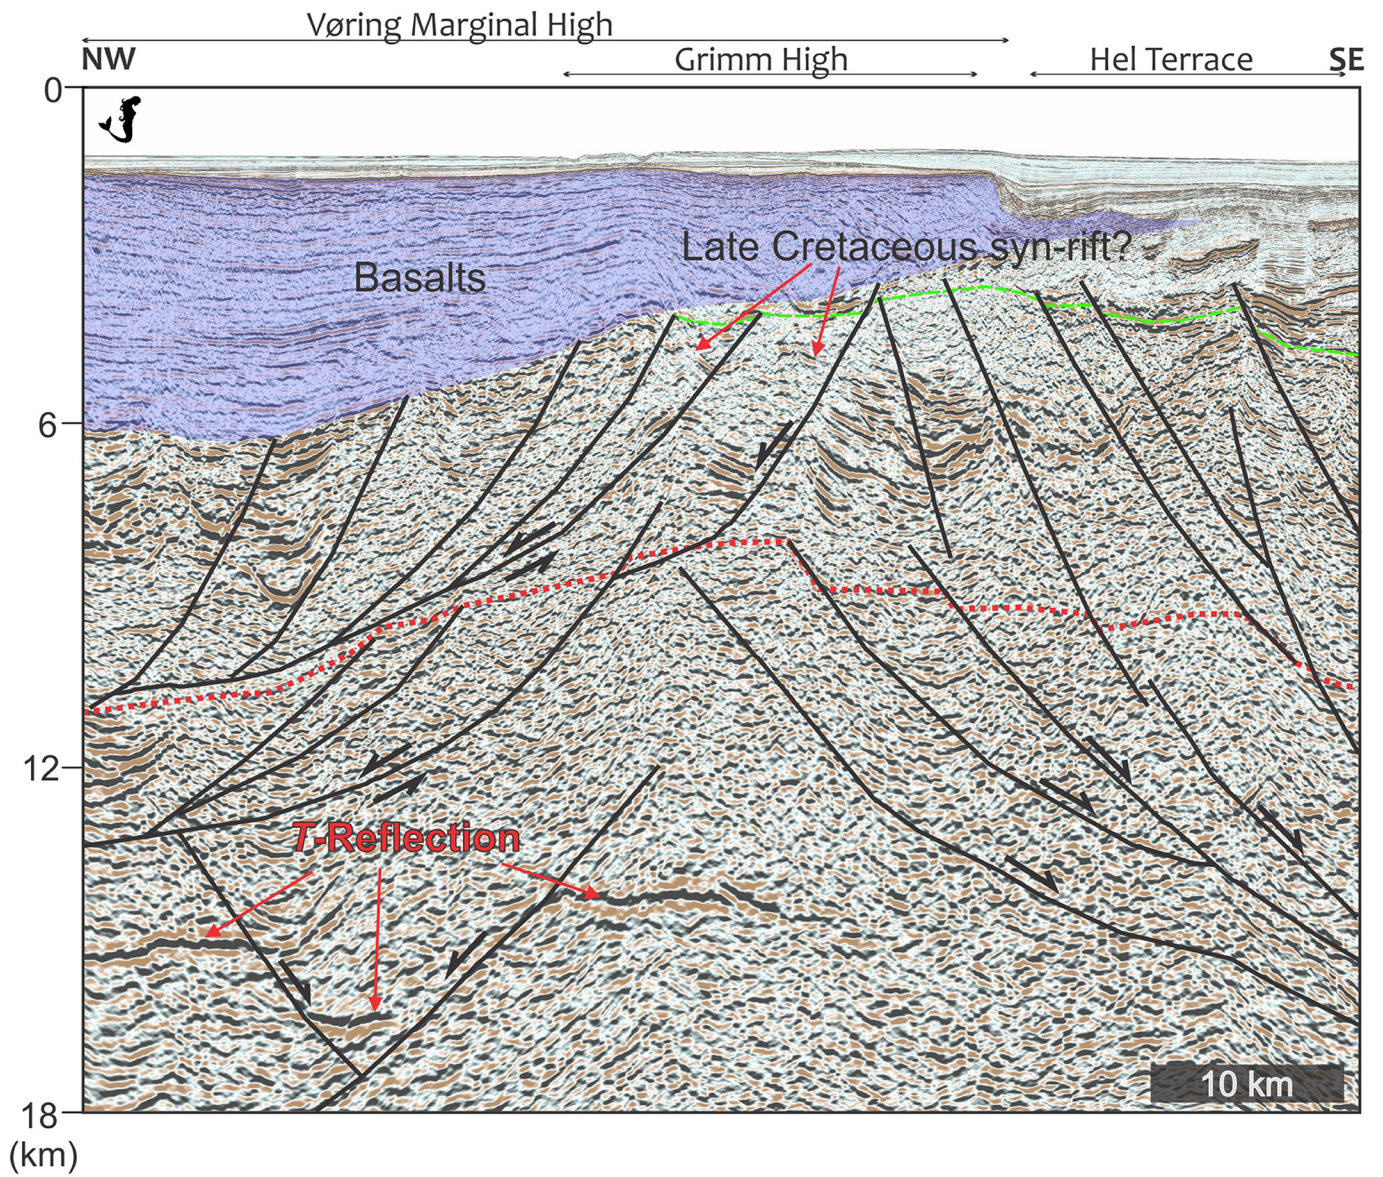 Vøring Marginal High
NW
Grimm High
Hel Terrace
SE
0
Late Cretaceous syn-rift?
Basalts
6
12
T-Reflection
10 km
18
(km)